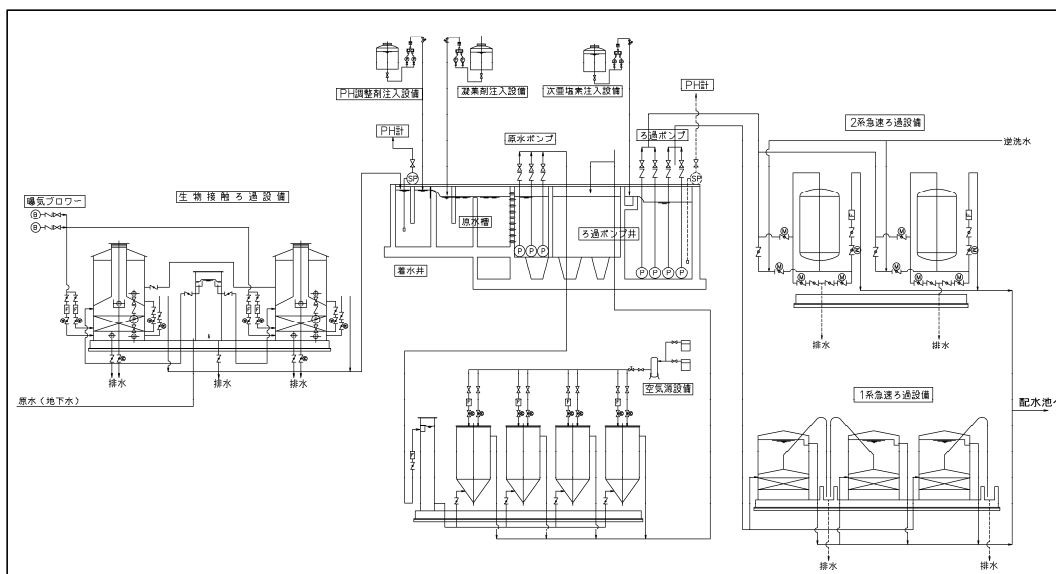 PH調整剤注入設備
凝薬剤注入設備
次亜塩素注入設備
PH計
PH計
原水ポンプ
ろ過ポンプ
2系急速ろ過設備
逆洗水
曝気ブロワー
生物接触ろ過設備
SP
SP
B
B
原水槽
ろ過ポンプ井
着水井
P P P
P P P P
M M
M M
M M M M
排水
排水
排水
排水
排水
原水(地下水)
空気溜設備
1系急速ろ過設備
配水池へ
排水
排水